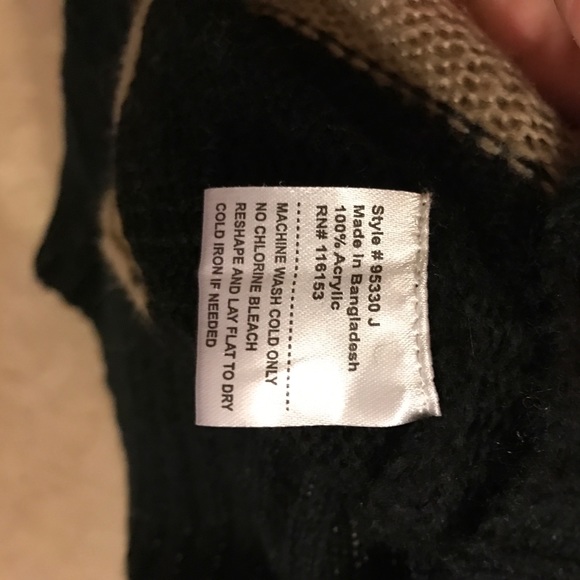 Style # 95330 J
Made In Bangladesh
100% Acrylic
RN# 116153
MACHINE WASH COLD ONLY
NO CHLORINE BLEACH
RESHAPE AND LAY FLAT TO DRY
COLD IRON IF NEEDED